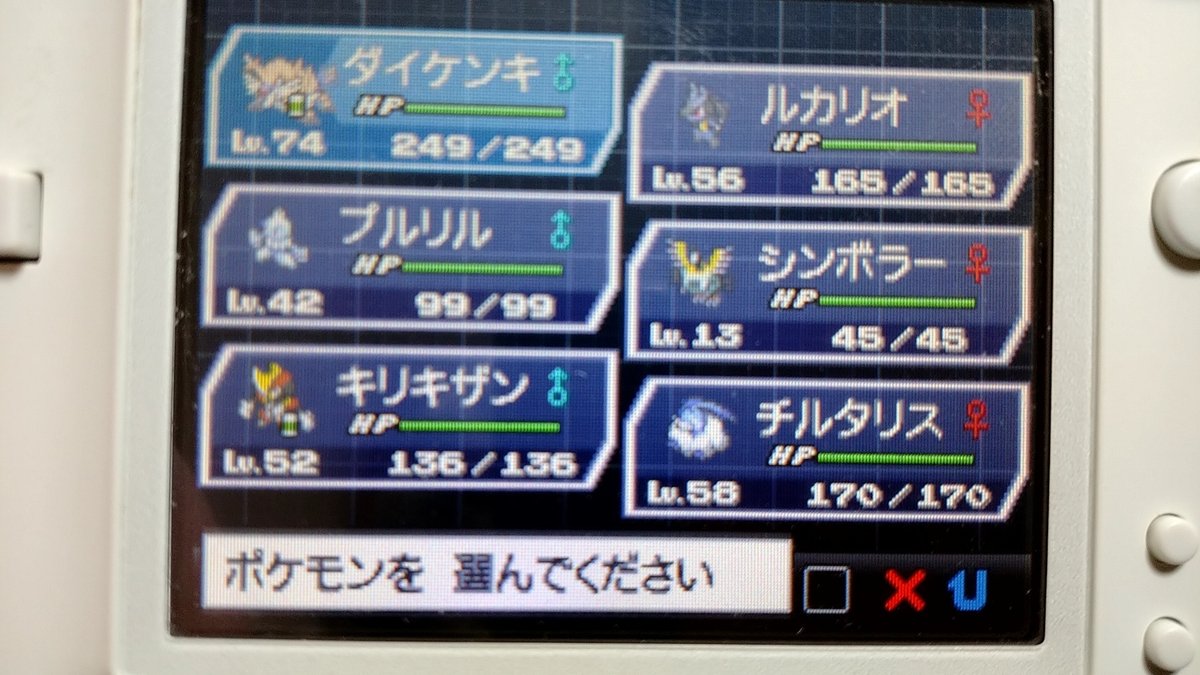 ダイケンキ♂
HP
Lv.74 249/249
ルカリオ♀
HP
Lv.56 165/165
プルリル♂
HP
Lv.42 99/99
シンボラー♀
HP
Lv.13 45/45
キリキザン♂
HP
Lv.52 136/136
チルタリス♀
HP
Lv.58 170/170
ポケモンを 選んでください